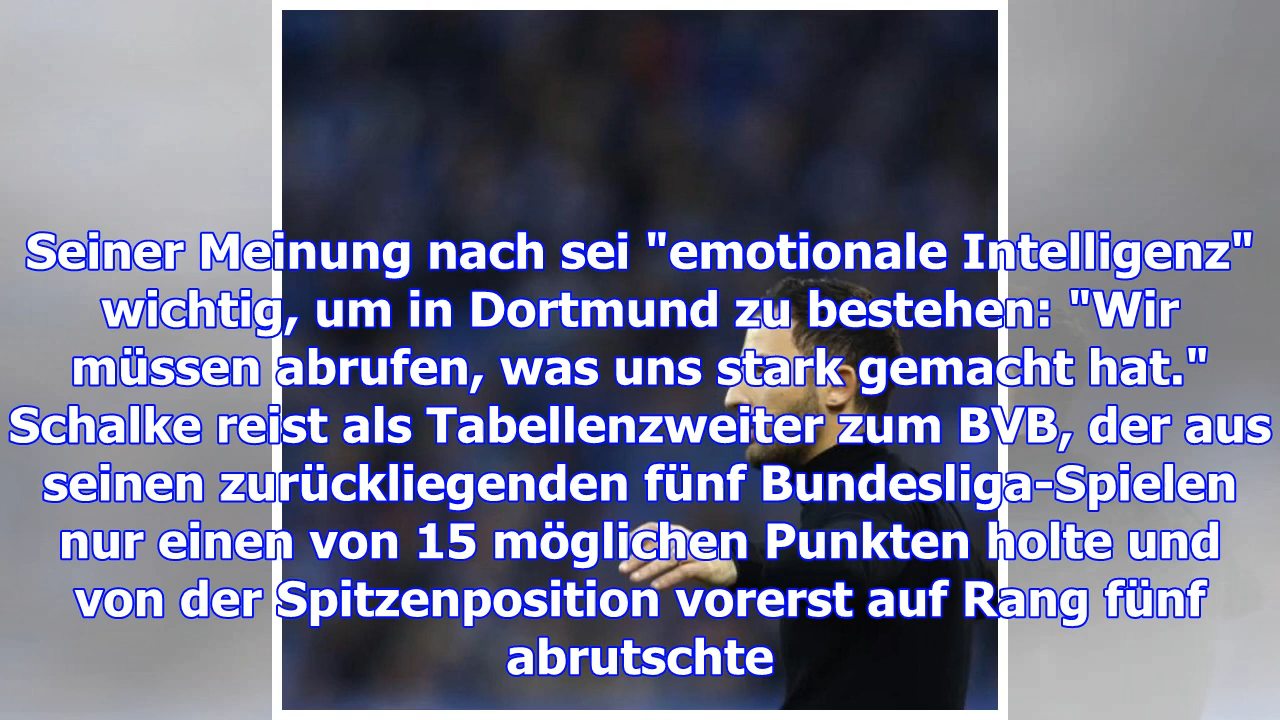 Seiner Meinung nach sei "emotionale Intelligenz"
wichtig, um in Dortmund zu bestehen: "Wir
müssen abrufen, was uns stark gemacht hat."
Schalke reist als Tabellenzweiter zum BVB, der aus
seinen zurückliegenden fünf Bundesliga-Spielen
nur einen von 15 möglichen Punkten holte und
von der Spitzenposition vorerst auf Rang fünf
abrutschte